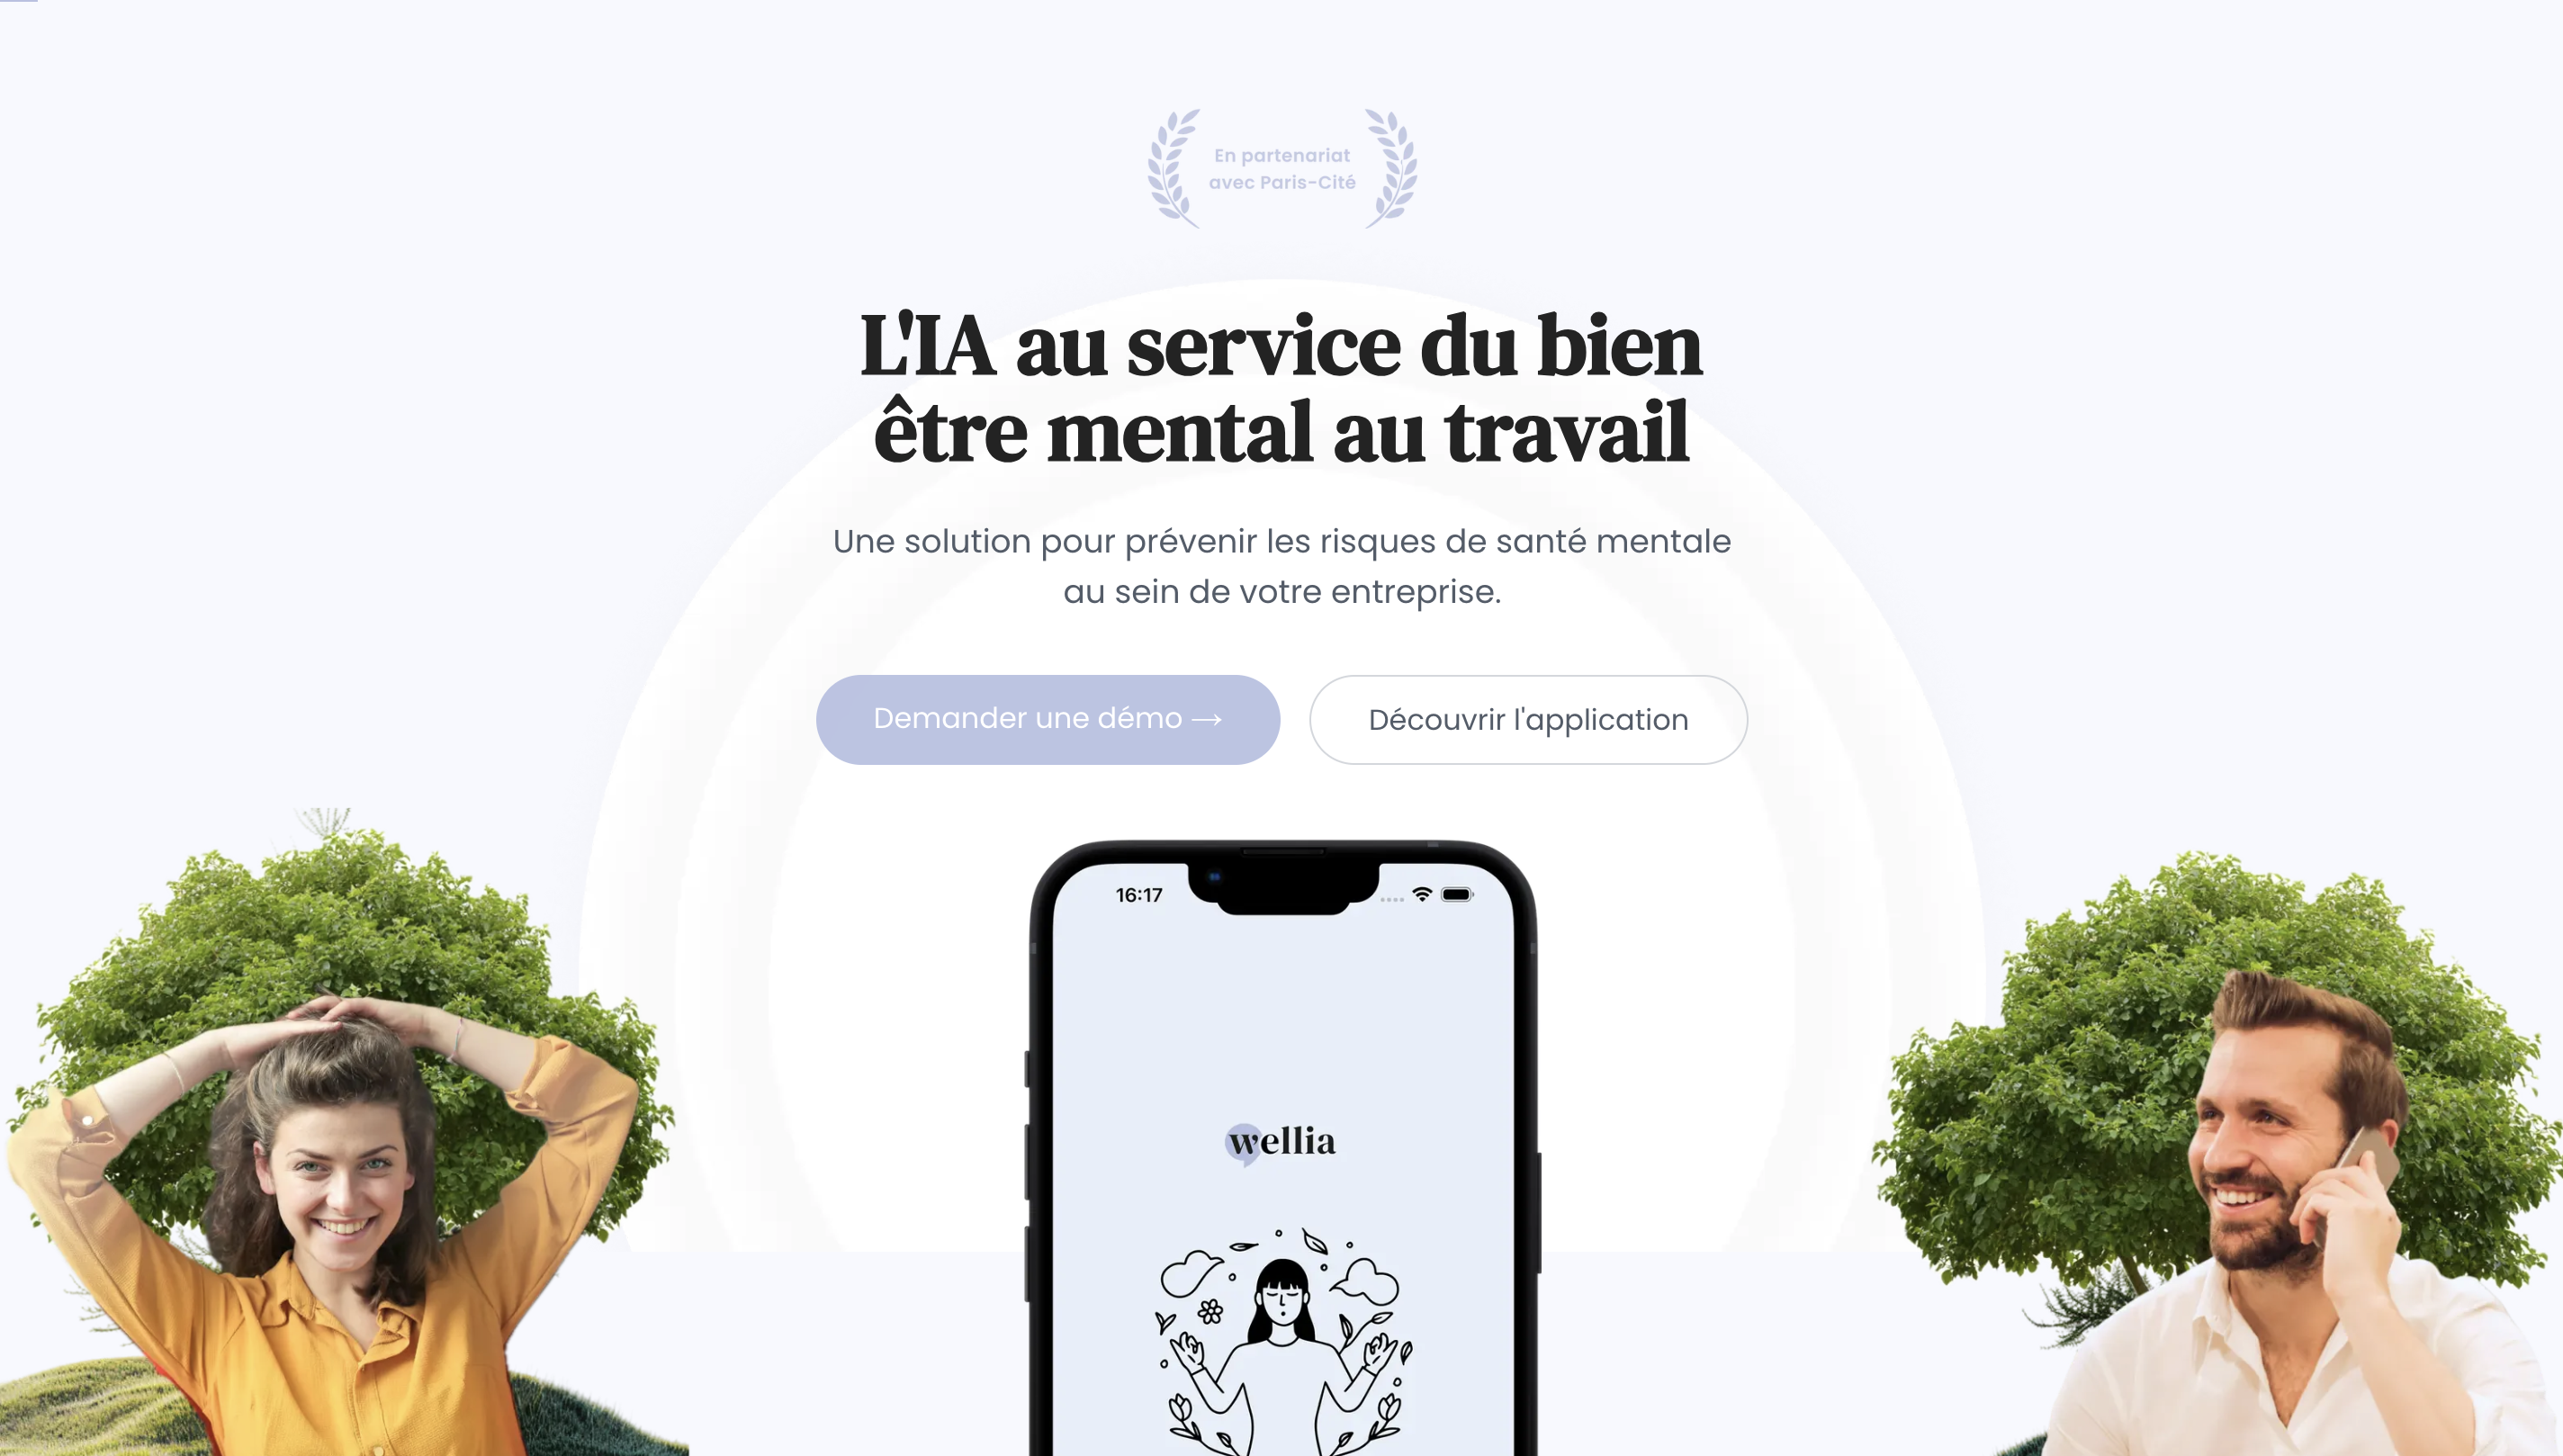 En partenariat
avec Paris-Cité
L'IA au service du bien
être mental au travail
Une solution pour prévenir les risques de santé mentale
au sein de votre entreprise.
Demander une démo →
Découvrir l'application
16:17
wellia